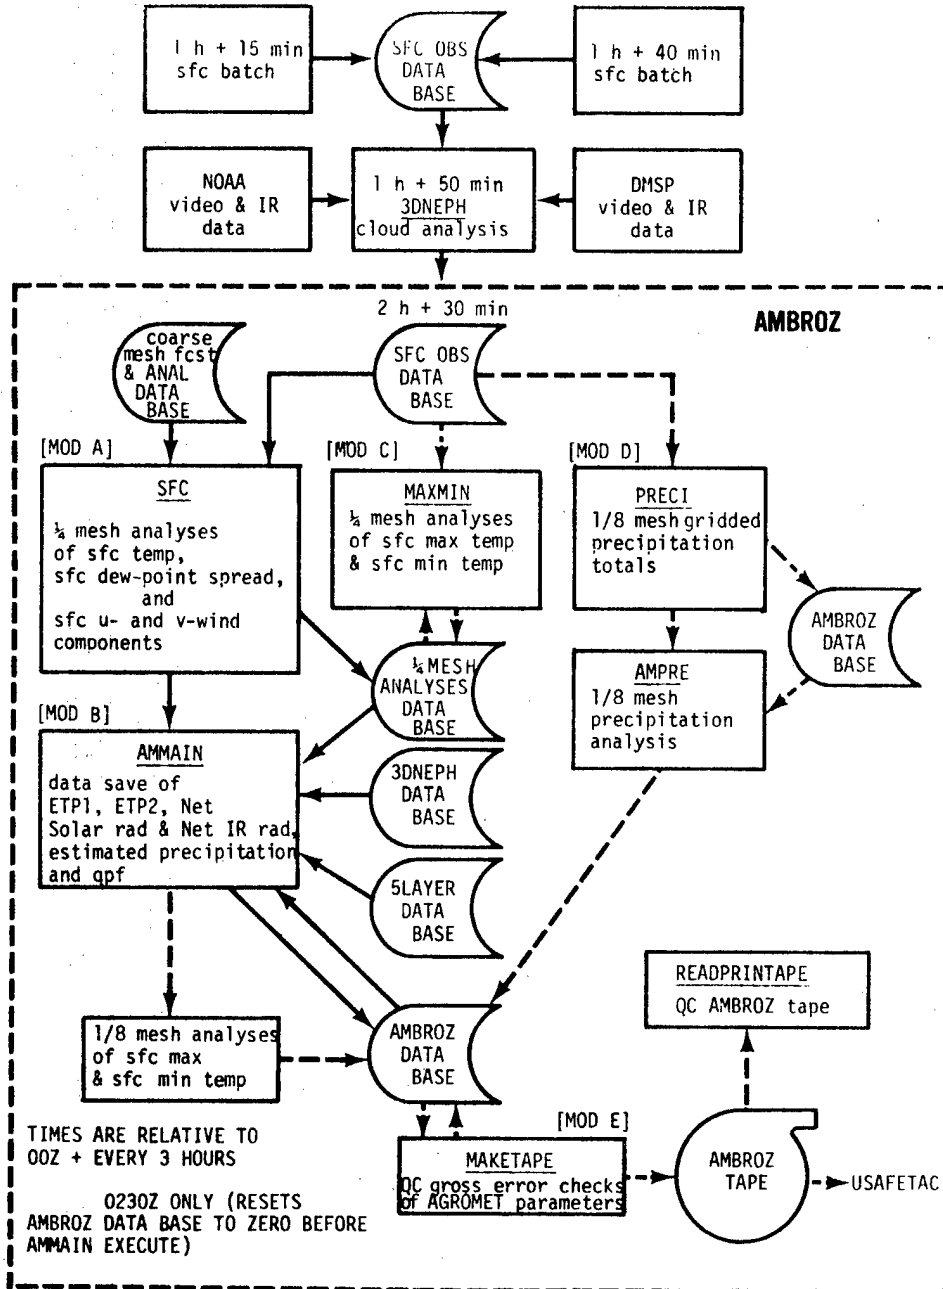 1 h + 15 min
sfc batch
SFC OBS
DATA
BASE
1 h + 40 min
sfc batch
NOAA
video & IR
data
1 h + 50 min
3DNEPH
cloud analysis
DMSP
video & IR
data
2 h + 30 min
AMBROZ
coarse
mesh fcst
& ANAL
DATA
BASE
SFC OBS
DATA
BASE
[MOD A]
SFC
¼ mesh analyses
of sfc temp,
sfc dew-point spread,
and
sfc u- and v-wind
components
[MOD C]
MAXMIN
¼ mesh analyses
of sfc max temp
& sfc min temp
[MOD D]
PRECI
1/8 mesh gridded
precipitation
totals
AMBROZ
DATA
BASE
¼ MESH
ANALYSES
DATA
BASE
AMPRE
1/8 mesh
precipitation
analysis
[MOD B]
AMMAIN
data save of
ETP1, ETP2, Net
Solar rad & Net IR rad,
estimated precipitation
and qpf
3DNEPH
DATA
BASE
5LAYER
DATA
BASE
READPRINTAPE
QC AMBROZ tape
1/8 mesh analyses
of sfc max
& sfc min temp
AMBROZ
DATA
BASE
[MOD E]
MAKETAPE
QC gross error checks
of AGROMET parameters
AMBROZ
TAPE
USAFETAC
TIMES ARE RELATIVE TO
00Z + EVERY 3 HOURS
0230Z ONLY (RESETS
AMBROZ DATA BASE TO ZERO BEFORE
AMMAIN EXECUTE)